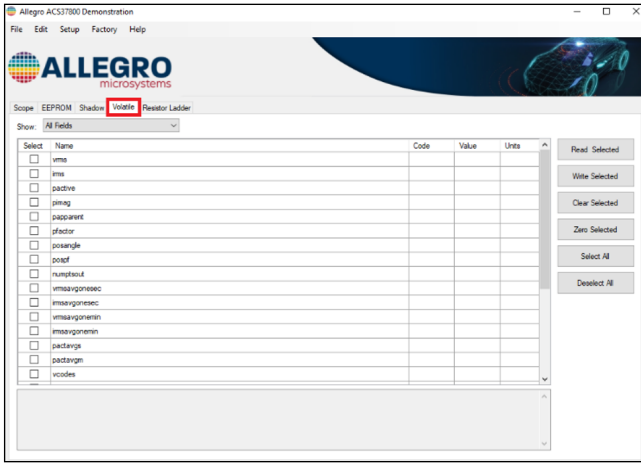 Allegro ACS37800 Demonstration
File Edit Setup Factory Help
ALLEGRO
microsystems
Scope EEPROM Shadow Volatile Resistor Ladder
Show: All Fields
Select Name Code Value Units
vrms
irms
pactive
pimag
papparent
pfactor
posangle
pospf
numptsout
vrmsavgonesec
irmsavgonesec
vrmsavgonemin
irmsavgonemin
pactavgs
pactavgm
vcodes
Read Selected
Write Selected
Clear Selected
Zero Selected
Select All
Deselect All